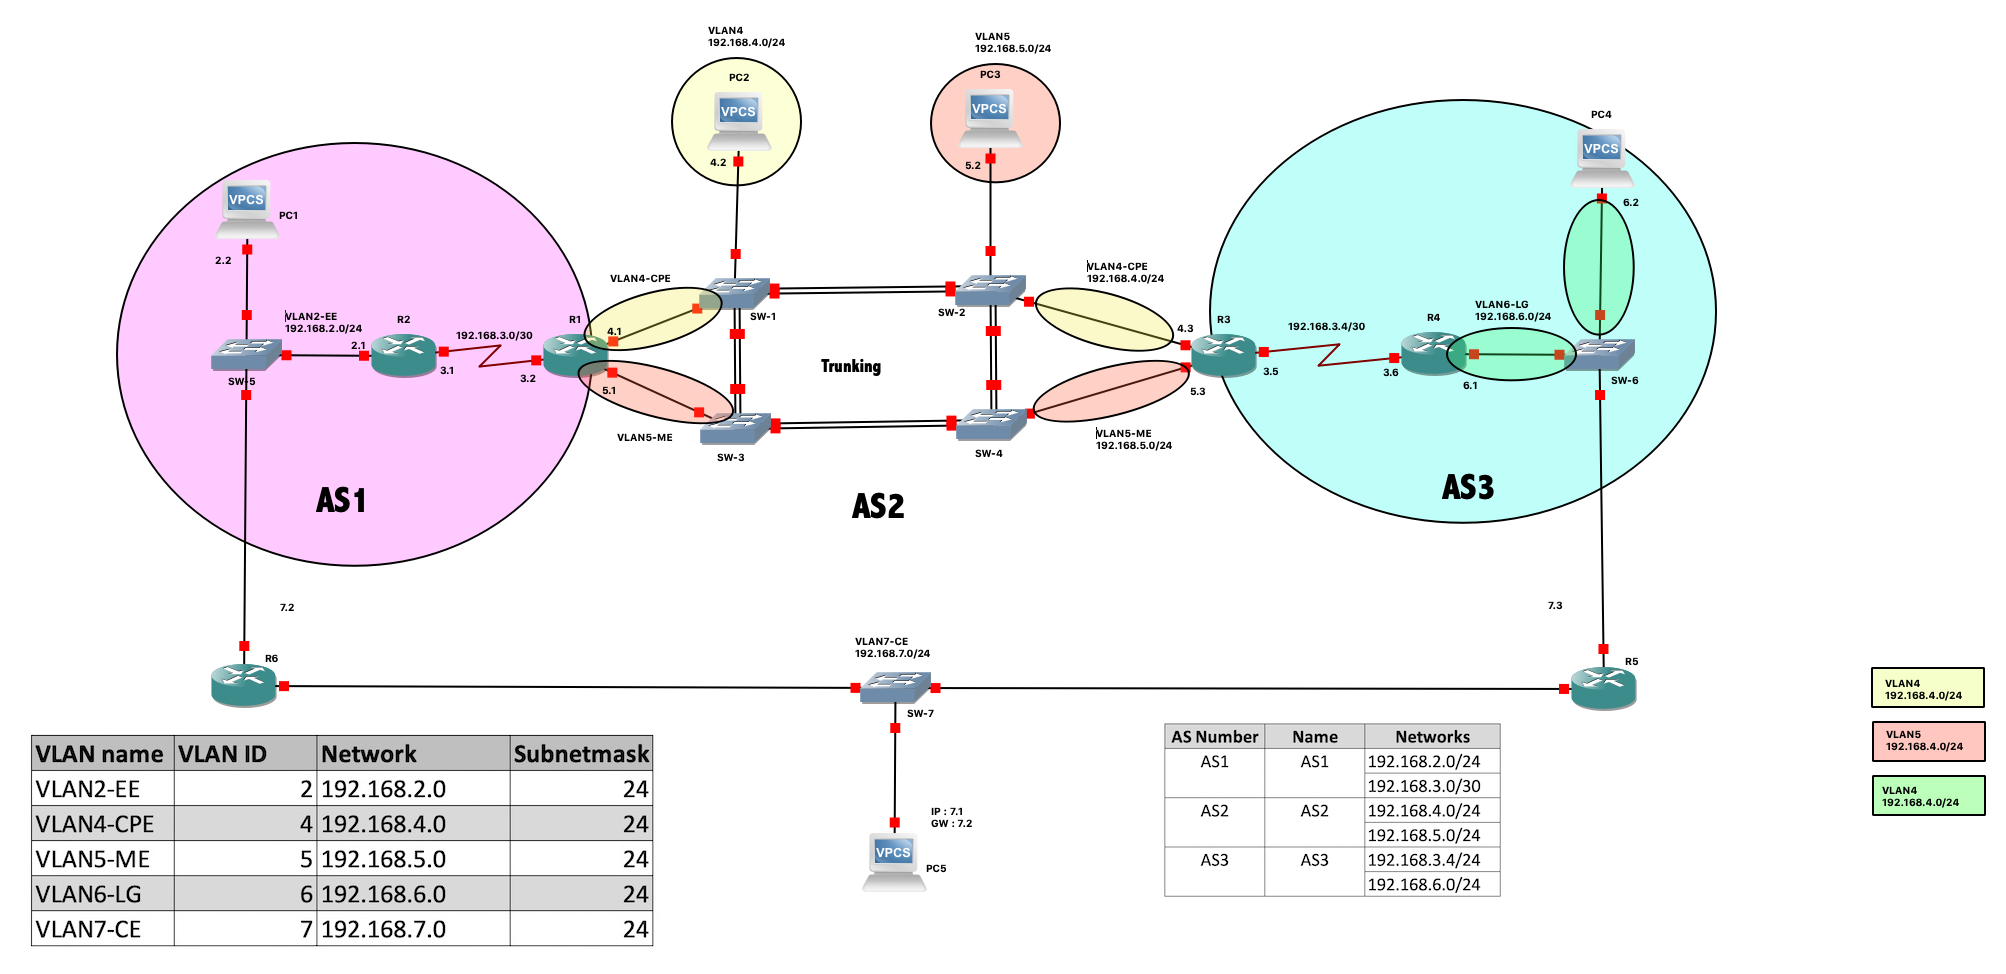 VLAN4
192.168.4.0/24
PC2
VPCS
4.2
VLAN5
192.168.5.0/24
PC3
VPCS
5.2
PC4
VPCS
6.2
VPCS
PC1
2.2
VLAN2-EE
192.168.2.0/24
SW-5
2.1
R2
3.1
192.168.3.0/30
3.2
R1
4.1
5.1
VLAN4-CPE
VLAN5-ME
SW-1
SW-2
SW-3
SW-4
Trunking
VLAN4-CPE
192.168.4.0/24
4.3
5.3
VLAN5-ME
192.168.5.0/24
R3
3.5
192.168.3.4/30
3.6
R4
6.1
VLAN6-LG
192.168.6.0/24
SW-6
AS1
AS2
AS3
7.2
R6
7.3
R5
VLAN7-CE
192.168.7.0/24
SW-7
IP : 7.1
GW : 7.2
VPCS
PC5
VLAN name VLAN ID Network Subnetmask
VLAN2-EE 2 192.168.2.0 24
VLAN4-CPE 4 192.168.4.0 24
VLAN5-ME 5 192.168.5.0 24
VLAN6-LG 6 192.168.6.0 24
VLAN7-CE 7 192.168.7.0 24
AS Number Name Networks
AS1 AS1 192.168.2.0/24
192.168.3.0/30
AS2 AS2 192.168.4.0/24
192.168.5.0/24
AS3 AS3 192.168.3.4/24
192.168.6.0/24
VLAN4
192.168.4.0/24
VLAN5
192.168.4.0/24
VLAN4
192.168.4.0/24